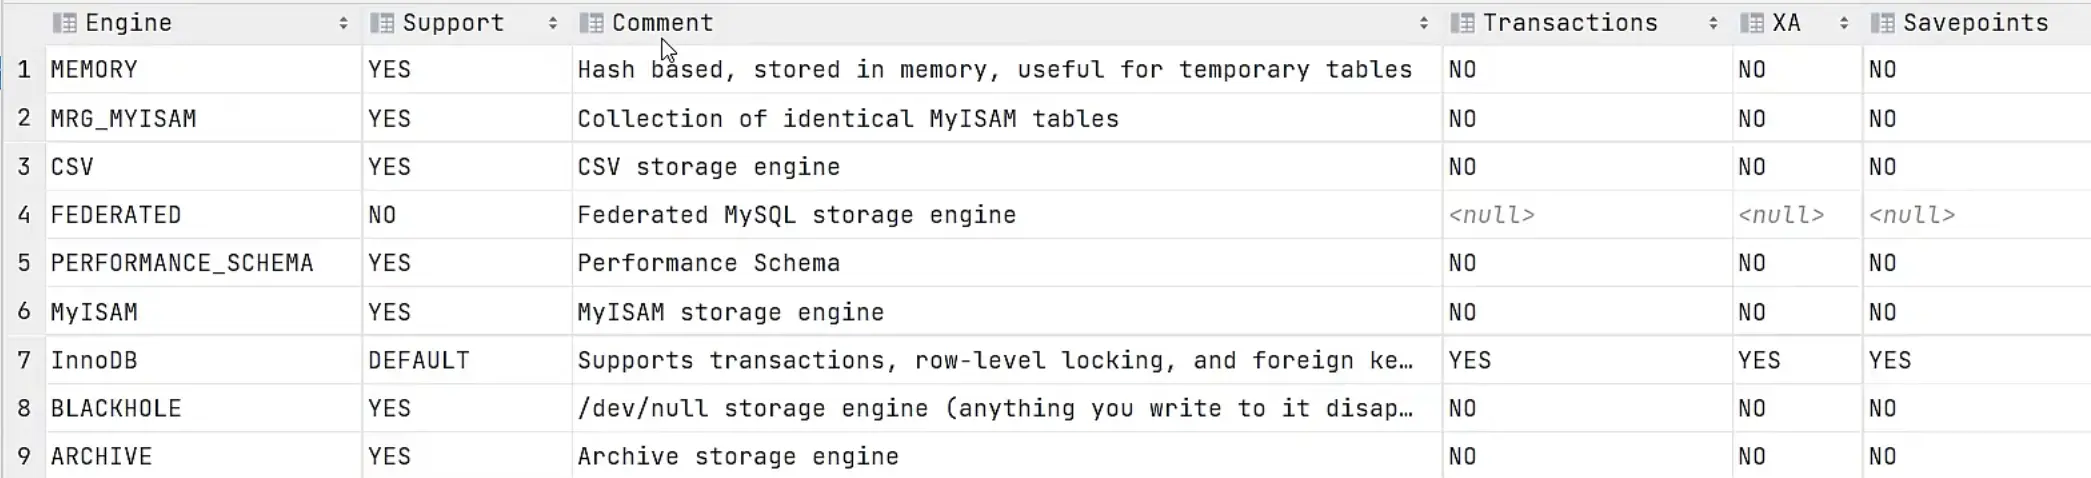 Engine Support Comment Transactions XA Savepoints
1 MEMORY YES Hash based, stored in memory, useful for temporary tables NO NO NO
2 MRG_MYISAM YES Collection of identical MyISAM tables NO NO NO
3 CSV YES CSV storage engine NO NO NO
4 FEDERATED NO Federated MySQL storage engine <null> <null> <null>
5 PERFORMANCE_SCHEMA YES Performance Schema NO NO NO
6 MyISAM YES MyISAM storage engine NO NO NO
7 InnoDB DEFAULT Supports transactions, row-level locking, and foreign ke… YES YES YES
8 BLACKHOLE YES /dev/null storage engine (anything you write to it disap… NO NO NO
9 ARCHIVE YES Archive storage engine NO NO NO